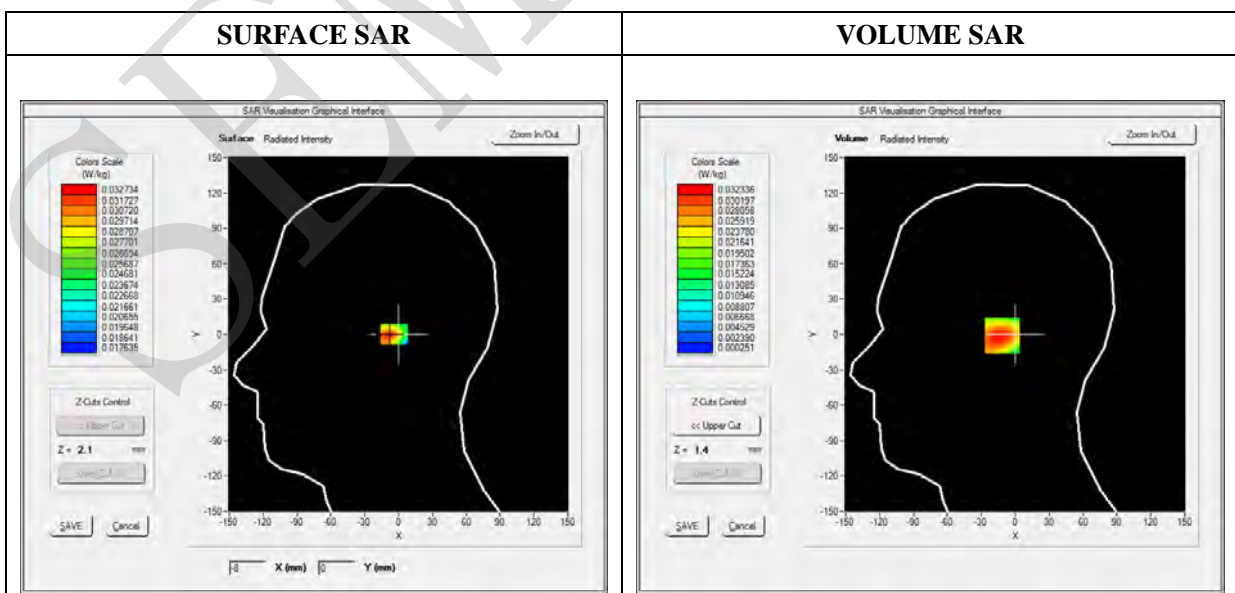 SURFACE SAR
VOLUME SAR
SAR Visualisation Graphical Interface
Surface Radiated Intensity
Zoom In/Out
Colors Scale
(W/kg)
0.032734
0.031727
0.030720
0.029714
0.028707
0.027701
0.026694
0.025687
0.024681
0.023674
0.022668
0.021661
0.020655
0.019648
0.018641
0.017635
150
120
90
60
30
0
-30
-60
-90
-120
-150
Y
-150 -120 -90 -60 -30 0 30 60 90 120 150
X
Z-Cuts Control
<< Upper Cut
Z = 2.1 mm
SAVE Cancel
-8 X (mm) 0 Y (mm)
SAR Visualisation Graphical Interface
Volume Radiated Intensity
Zoom In/Out
Colors Scale
(W/kg)
0.032336
0.030197
0.028058
0.025919
0.023780
0.021641
0.019502
0.017363
0.015224
0.013085
0.010946
0.008807
0.006668
0.004529
0.002390
0.000251
150
120
90
60
30
0
-30
-60
-90
-120
-150
Y
-150 -120 -90 -60 -30 0 30 60 90 120 150
X
Z-Cuts Control
<< Upper Cut
Z = 1.4 mm
SAVE Cancel